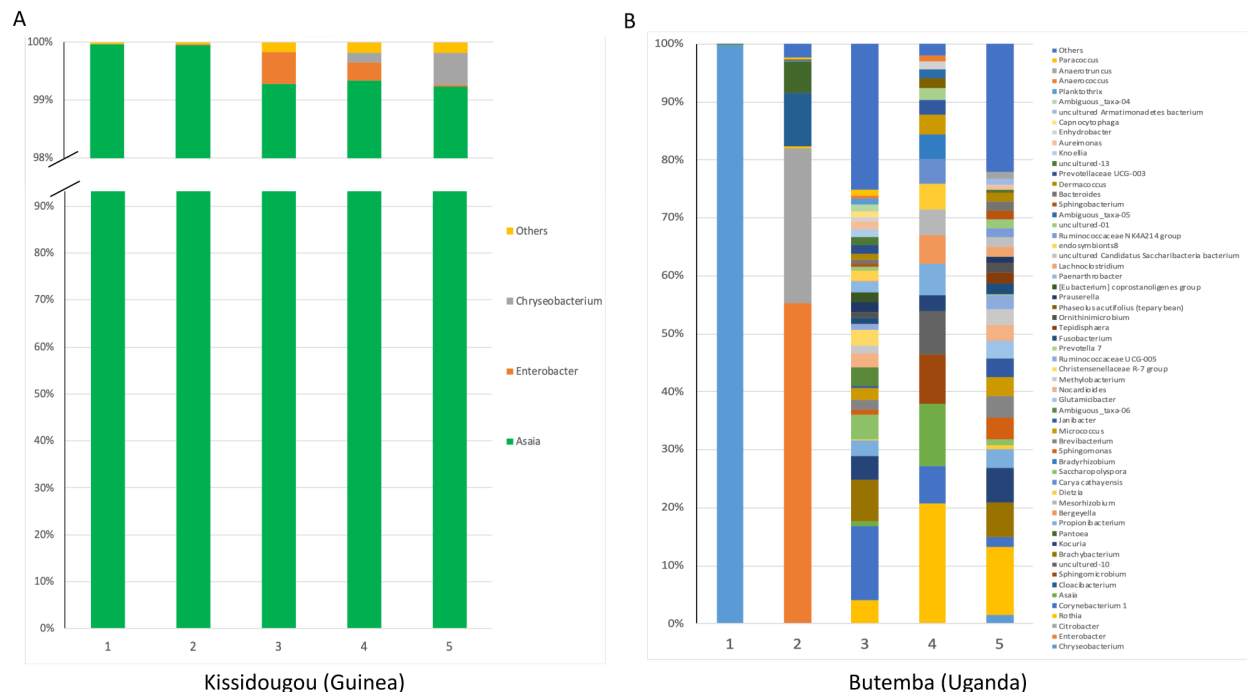 A
100%
99%
98%
90%
80%
70%
60%
50%
40%
30%
20%
10%
0%
1 2 3 4 5
Others
Chryseobacterium
Enterobacter
Asaia
Kissidougou (Guinea)
B
100%
90%
80%
70%
60%
50%
40%
30%
20%
10%
0%
1 2 3 4 5
Others
Paracoccus
Anaerotruncus
Anaerococcus
Planktothrix
Ambiguous_taxa-04
uncultured Armatimonadetes bacterium
Capnocytophaga
Enhydrobacter
Aureimonas
Knoellia
uncultured-13
Prevotellaceae UCG-003
Dermacoccus
Bacteroides
Sphingobacterium
Ambiguous_taxa-05
uncultured-01
Ruminococcaceae NK4A214 group
endosymbionts8
uncultured Candidatus Saccharibacteria bacterium
Lachnoclostridium
Paenarthrobacter
[Eubacterium] coprostanoligenes group
Prauserella
Phaseolus acutifolius (tepary bean)
Ornithinimicrobium
Tepidisphaera
Fusobacterium
Prevotella 7
Ruminococcaceae UCG-005
Christensenellaceae R-7 group
Methylobacterium
Nocardioides
Glutamicibacter
Ambiguous_taxa-06
Janibacter
Micrococcus
Brevibacterium
Sphingomonas
Bradyrhizobium
Saccharopolyspora
Carya cathayensis
Dietzia
Mesorhizobium
Bergeyella
Propionibacterium
Pantoea
Kocuria
Brachybacterium
uncultured-10
Sphingomicrobium
Cloacibacterium
Asaia
Corynebacterium 1
Rothia
Citrobacter
Enterobacter
Chryseobacterium
Butemba (Uganda)